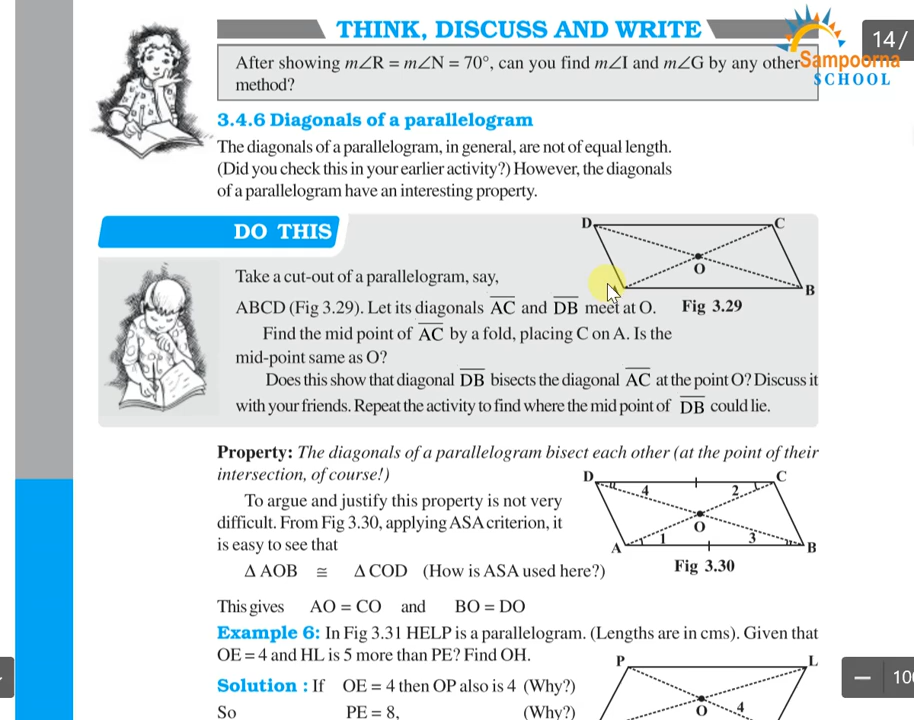 THINK, DISCUSS AND WRITE
14/
After showing m∠R = m∠N = 70°, can you find m∠I and m∠G by any other
method?
Sampoorna
SCHOOL
3.4.6 Diagonals of a parallelogram
The diagonals of a parallelogram, in general, are not of equal length.
(Did you check this in your earlier activity?) However, the diagonals
of a parallelogram have an interesting property.
DO THIS
D C
O
B
Take a cut-out of a parallelogram, say,
ABCD (Fig 3.29). Let its diagonals A̅C̅ and D̅B̅ meet at O. Fig 3.29
Find the mid point of A̅C̅ by a fold, placing C on A. Is the
mid-point same as O?
Does this show that diagonal D̅B̅ bisects the diagonal A̅C̅ at the point O? Discuss it
with your friends. Repeat the activity to find where the mid point of D̅B̅ could lie.
Property: The diagonals of a parallelogram bisect each other (at the point of their
intersection, of course!)
D C
4 2
O
1 3
A B
To argue and justify this property is not very
difficult. From Fig 3.30, applying ASA criterion, it
is easy to see that
Δ AOB ≅ Δ COD (How is ASA used here?)
Fig 3.30
This gives AO = CO and BO = DO
Example 6: In Fig 3.31 HELP is a parallelogram. (Lengths are in cms). Given that
OE = 4 and HL is 5 more than PE? Find OH.
P L
O 4
Solution : If OE = 4 then OP also is 4 (Why?)
So PE = 8, (Why?)
10